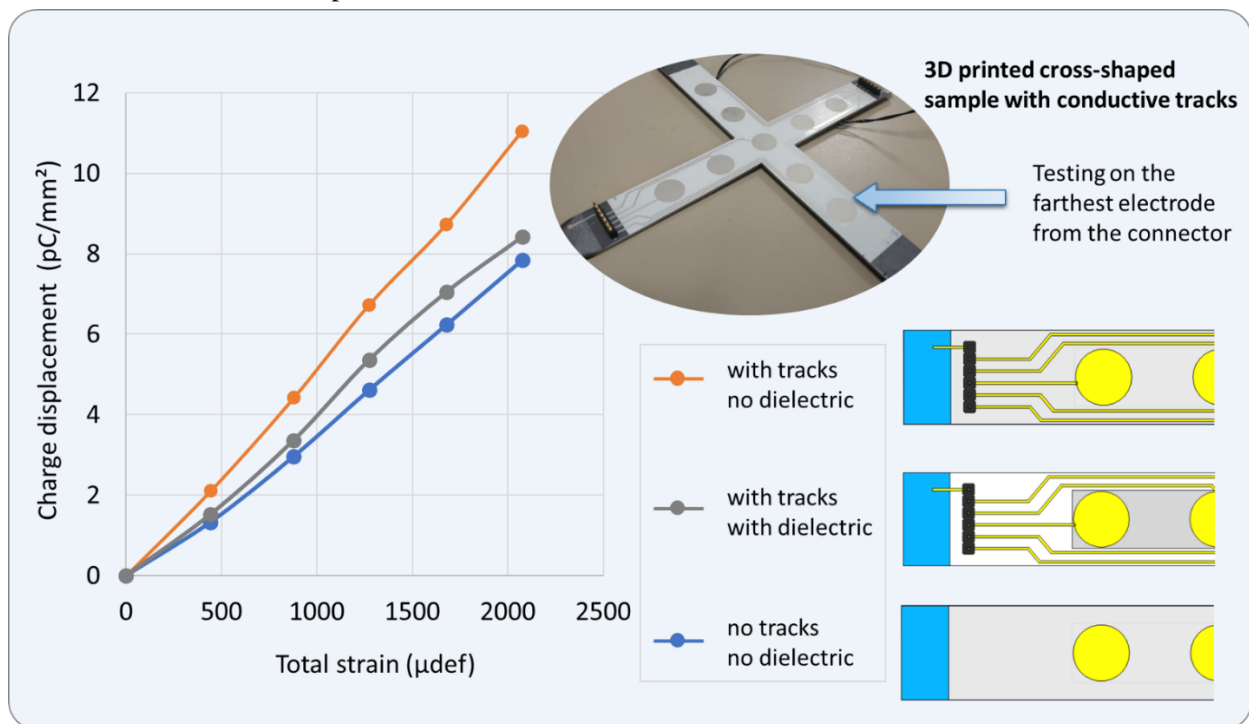 3D printed cross-shaped
sample with conductive tracks
Testing on the
farthest electrode
from the connector
Charge displacement (pC/mm²)
12
10
8
6
4
2
0
0 500 1000 1500 2000 2500
Total strain (μdef)
with tracks
no dielectric
with tracks
with dielectric
no tracks
no dielectric